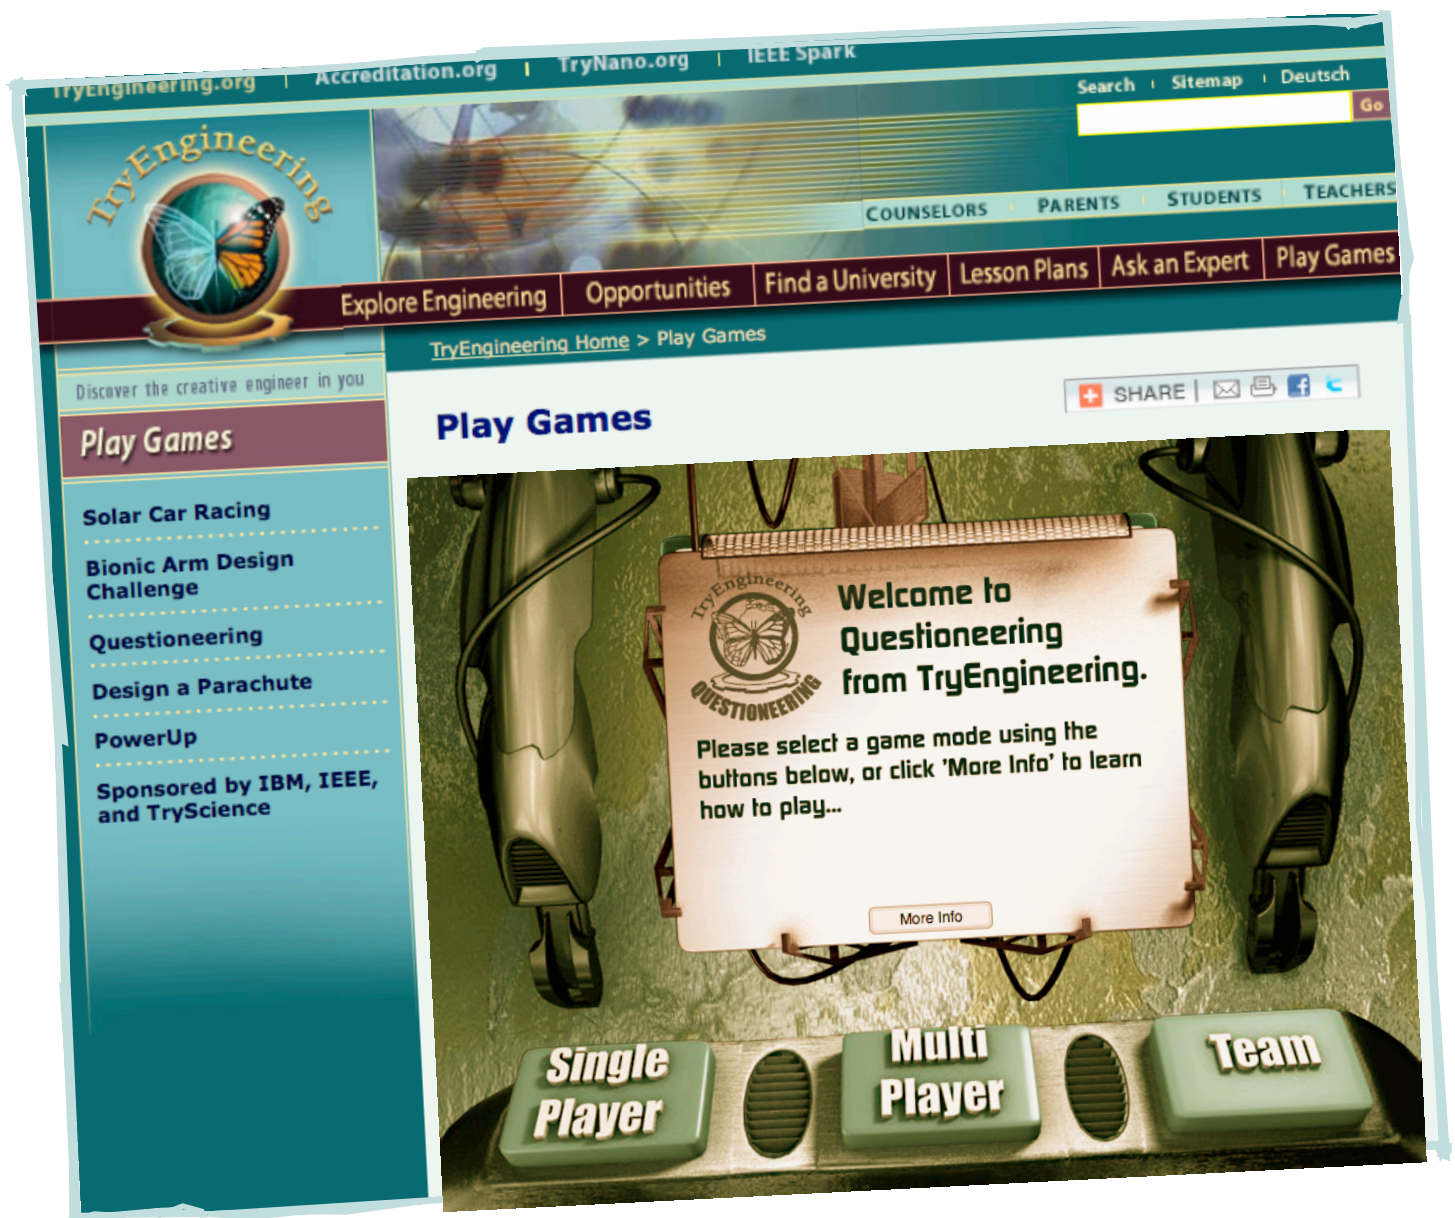 TryEngineering.org | Accreditation.org | TryNano.org | IEEE Spark
Search | Sitemap | Deutsch
Go
TryEngineering
COUNSELORS | PARENTS | STUDENTS | TEACHERS
Explore Engineering | Opportunities | Find a University | Lesson Plans | Ask an Expert | Play Games
TryEngineering Home > Play Games
Discover the creative engineer in you
Play Games
Solar Car Racing
Bionic Arm Design
Challenge
Questioneering
Design a Parachute
PowerUp
Sponsored by IBM, IEEE,
and TryScience
Play Games
SHARE |
TryEngineering
QUESTIONEERING
Welcome to
Questioneering
from TryEngineering.
Please select a game mode using the
buttons below, or click 'More Info' to learn
how to play...
More Info
Single
Player
Multi
Player
Team